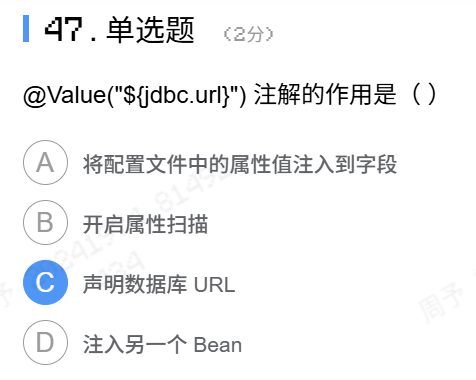 47.单选题 (2分)
@Value("${jdbc.url}") 注解的作用是（ ）
A 将配置文件中的属性值注入到字段
B 开启属性扫描
C 声明数据库 URL
D 注入另一个 Bean